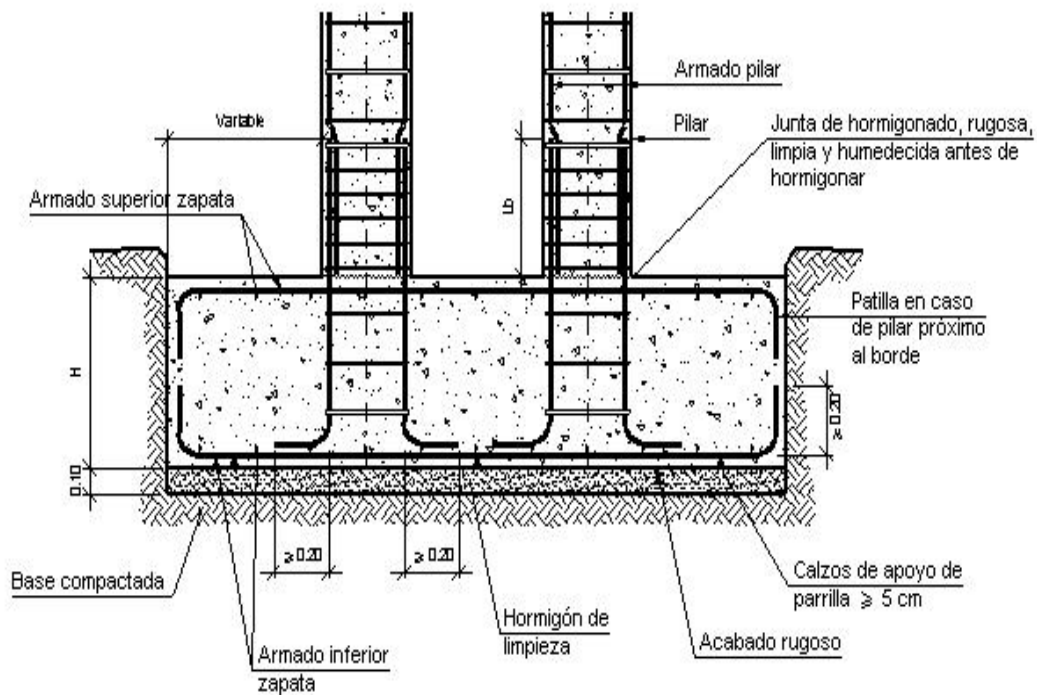 Armado pilar
Variable
Pilar
Junta de hormigonado, rugosa,
limpia y humedecida antes de
hormigonar
Armado superior zapata
Lb
Patilla en caso
de pilar próximo
al borde
H
≥ 0.20
0.10
≥ 0.20
≥ 0.20
Base compactada
Calzos de apoyo de
parrilla ≥ 5 cm
Hormigón de
limpieza
Acabado rugoso
Armado inferior
zapata